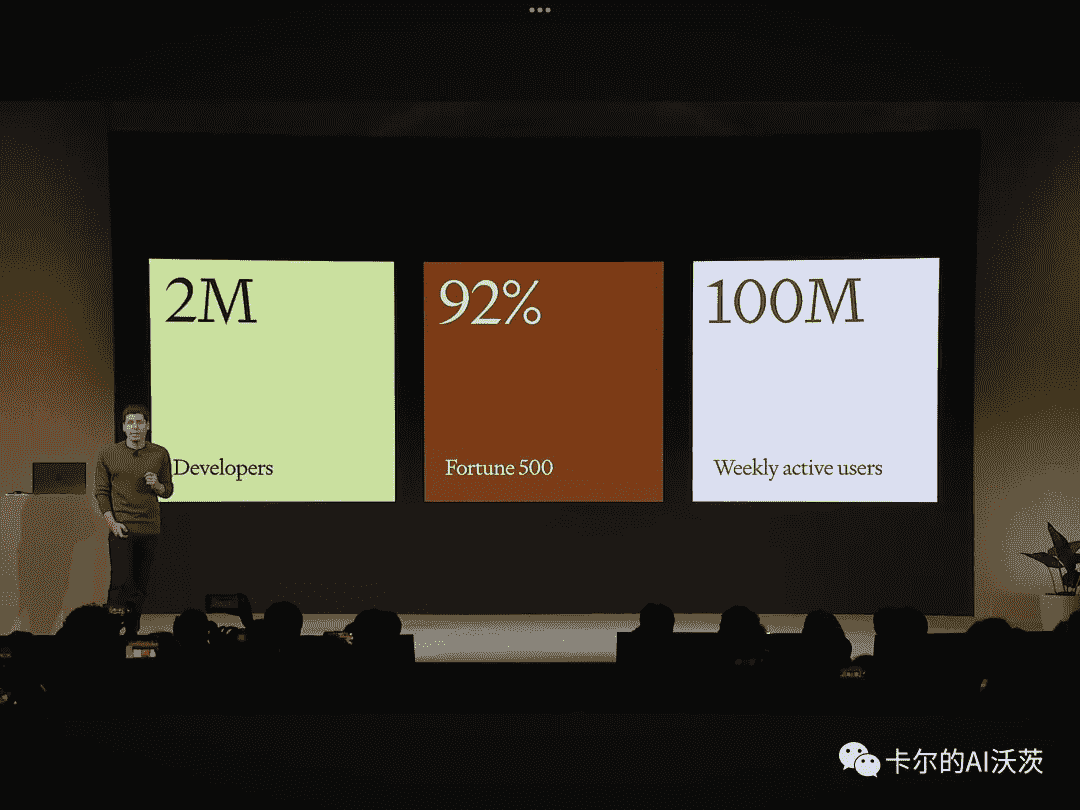 2M
92%
100M
Developers
Fortune 500
Weekly active users
卡尔的AI沃茨